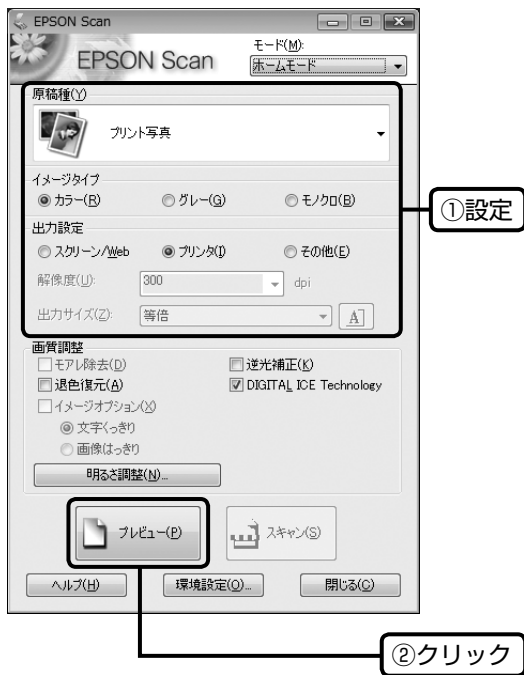 EPSON Scan
EPSON Scan
モード(M):
ホームモード
原稿種(Y)
プリント写真
イメージタイプ
カラー(R) グレー(G) モノクロ(B)
①設定
出力設定
スクリーン/Web プリンタ(I) その他(E)
解像度(U): 300 dpi
出力サイズ(Z): 等倍 A
画質調整
モアレ除去(D) 逆光補正(K)
退色復元(A) DIGITAL ICE Technology
イメージオプション(X)
文字くっきり
画像はっきり
明るさ調整(N)...
プレビュー(P) スキャン(S)
ヘルプ(H) 環境設定(O)... 閉じる(C)
②クリック